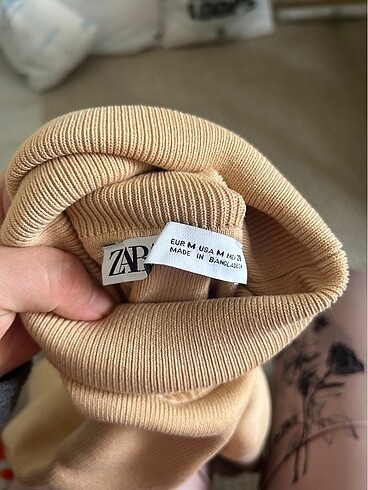 ZARA
EUR M USA M MEX 28
MADE IN BANGLADESH